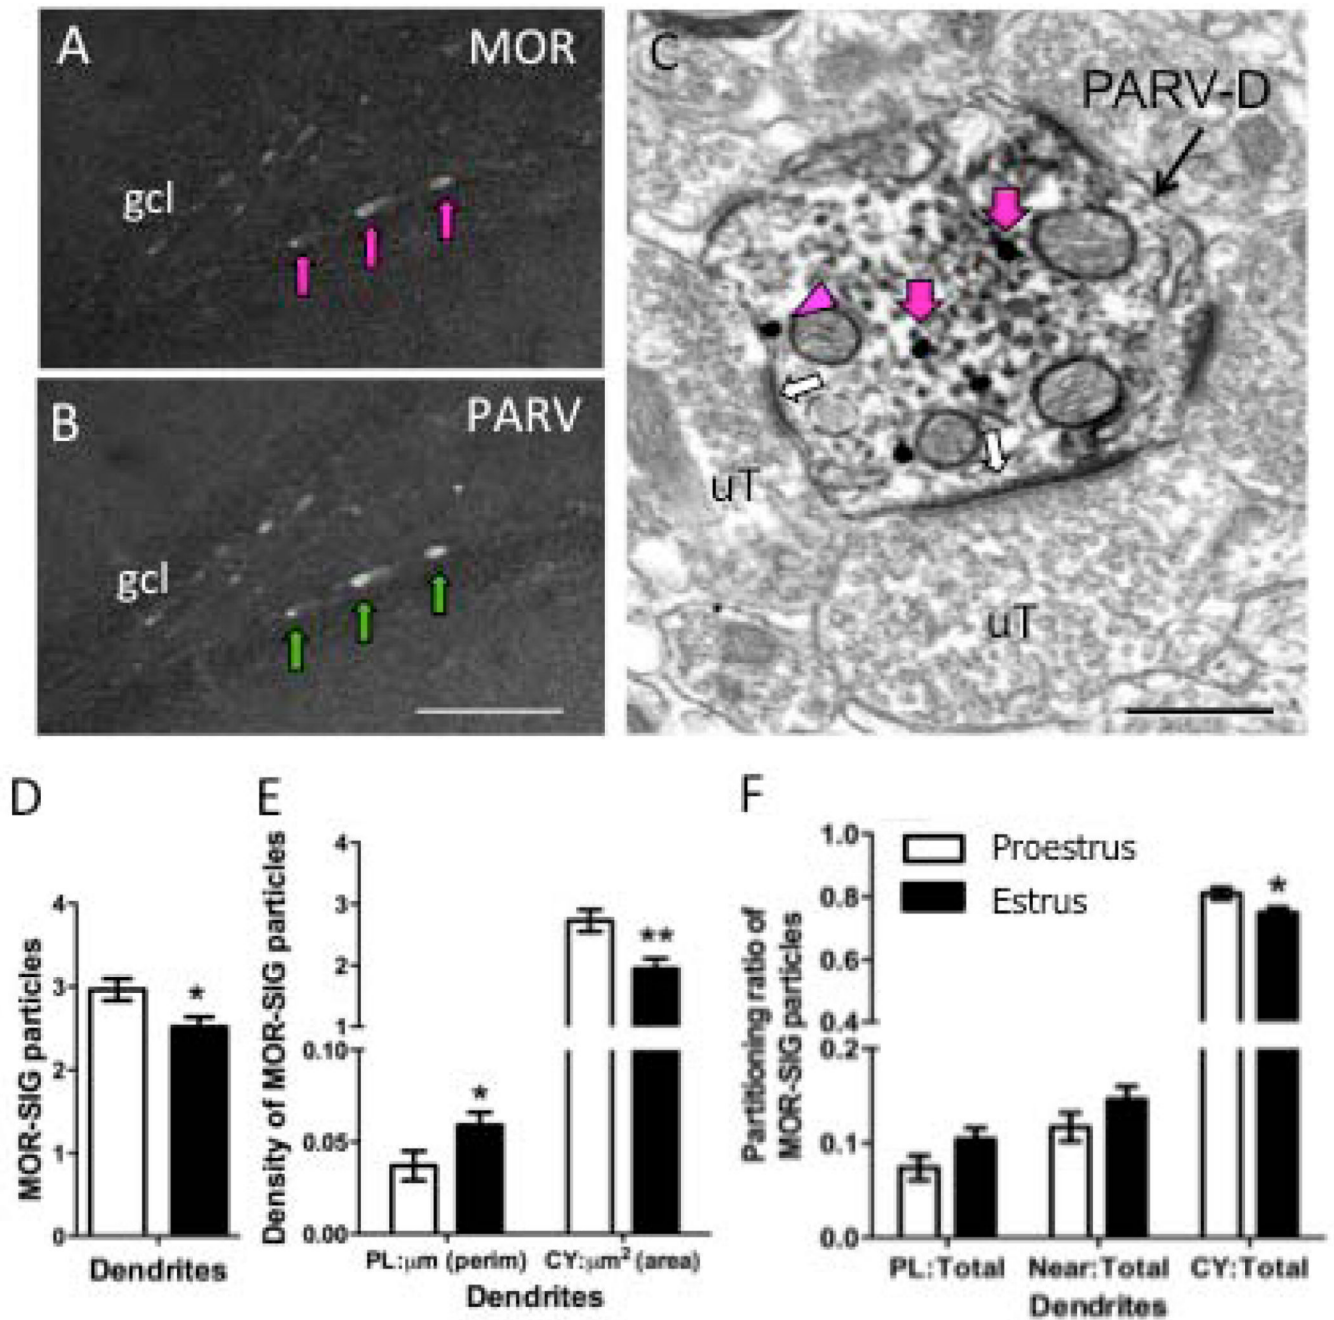 A
MOR
gcl
B
PARV
gcl
C
PARV-D
uT
uT
D
MOR-SIG particles
4
3
2
1
0
*
Dendrites
E
Density of MOR-SIG particles
4
3
2
1
0.10
0.05
0.00
*
**
PL:μm (perim) CY:μm² (area)
Dendrites
F
Partitioning ratio of
MOR-SIG particles
1.0
0.8
0.6
0.4
0.2
0.1
0.0
Proestrus
Estrus
*
PL:Total Near:Total CY:Total
Dendrites